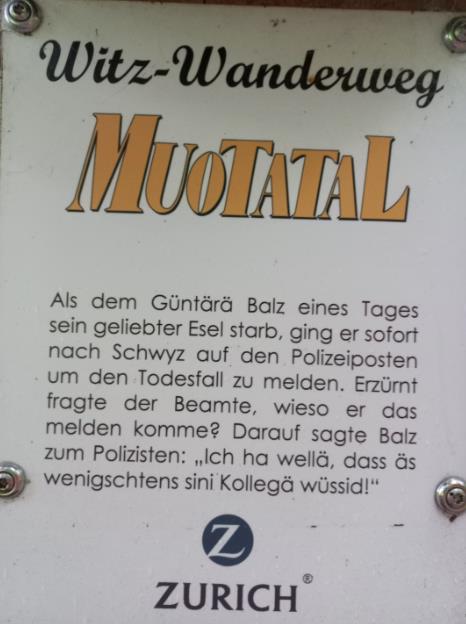 Witz-Wanderweg
MUOTATAL
Als dem Güntärä Balz eines Tages
sein geliebter Esel starb, ging er sofort
nach Schwyz auf den Polizeiposten
um den Todesfall zu melden. Erzürnt
fragte der Beamte, wieso er das
melden komme? Darauf sagte Balz
zum Polizisten: „Ich ha wellä, dass äs
wenigschtens sini Kollegä wüssid!“
Z
ZURICH®